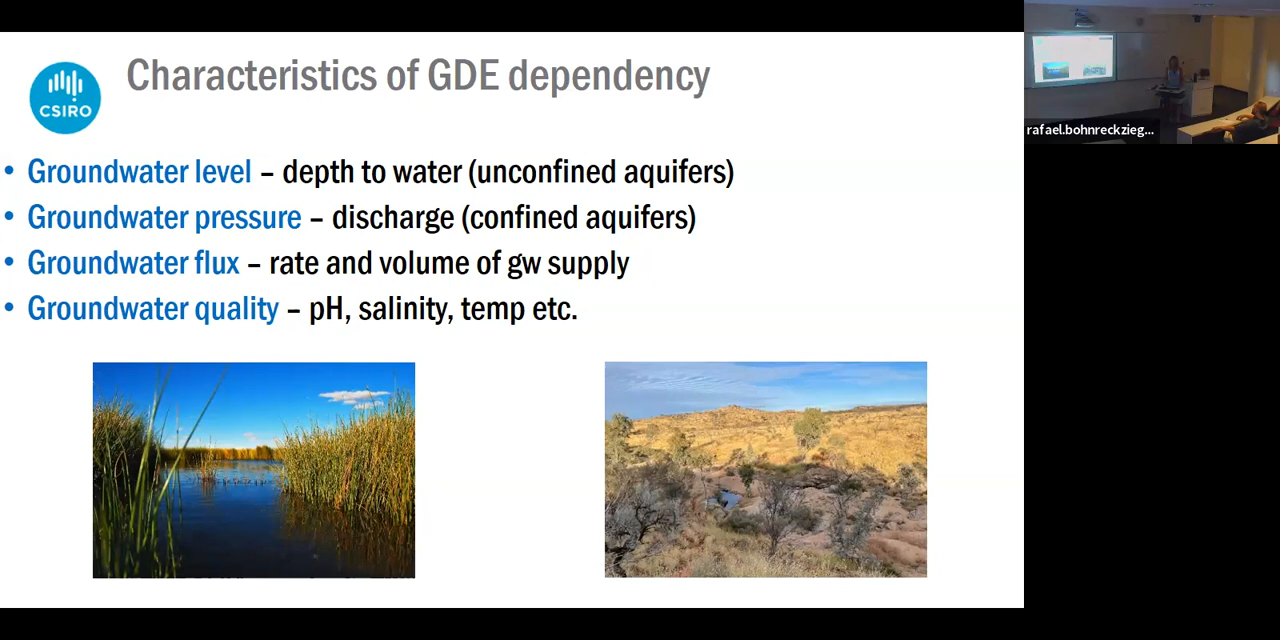 CSIRO
Characteristics of GDE dependency
• Groundwater level – depth to water (unconfined aquifers)
• Groundwater pressure – discharge (confined aquifers)
• Groundwater flux – rate and volume of gw supply
• Groundwater quality – pH, salinity, temp etc.
rafael.bohnreckzieg...